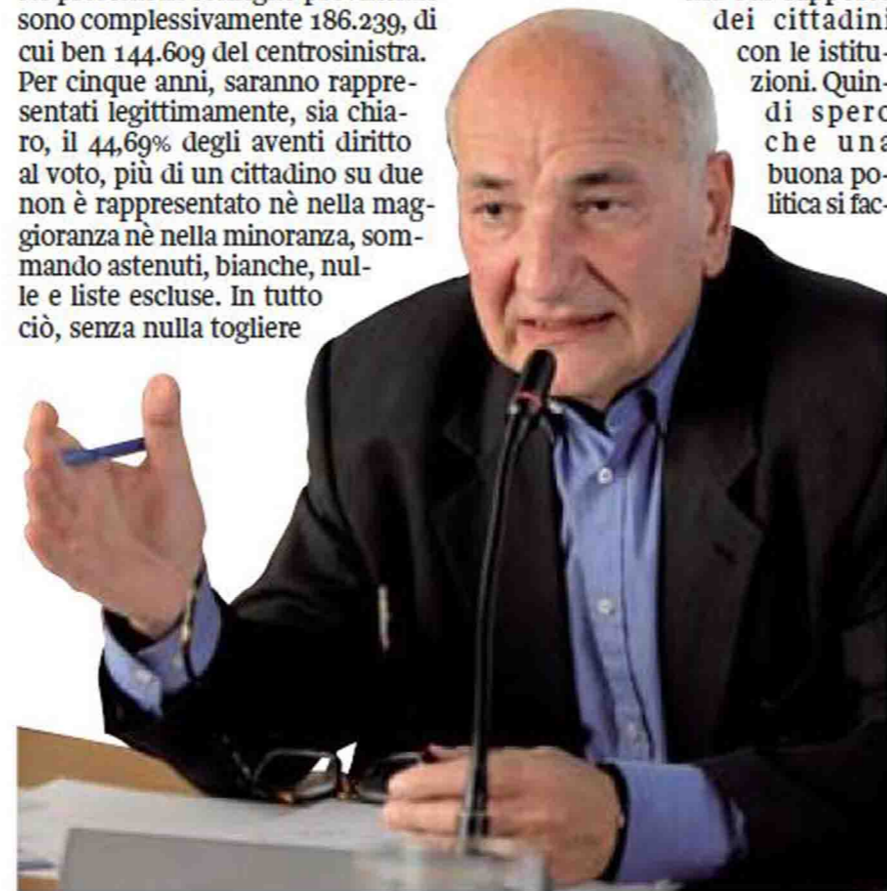 sono complessivamente 186.239, di
cui ben 144.609 del centrosinistra.
Per cinque anni, saranno rappre-
sentati legittimamente, sia chia-
ro, il 44,69% degli aventi diritto
al voto, più di un cittadino su due
non è rappresentato nè nella mag-
gioranza nè nella minoranza, som-
mando astenuti, bianche, nul-
le e liste escluse. In tutto
ciò, senza nulla togliere
dei cittadini
con le istitu-
zioni. Quin-
di spero
che una
buona po-
litica si fac-